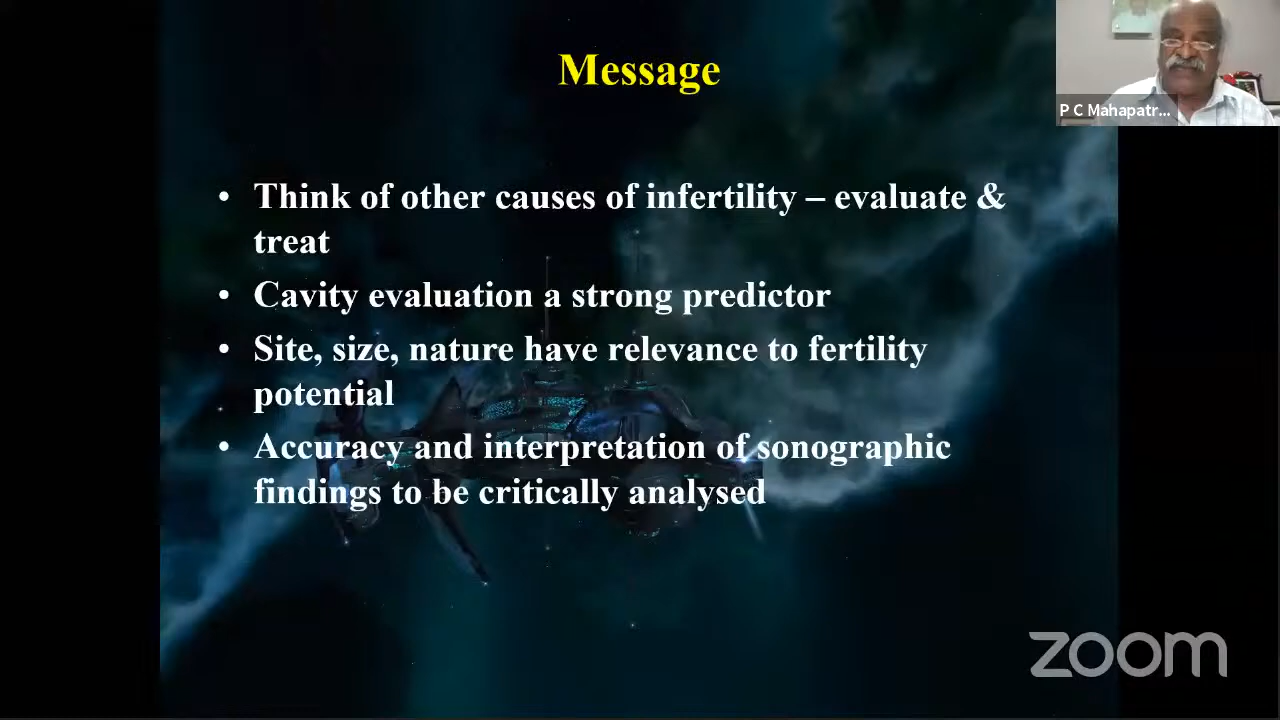 Message
P C Mahapatr...
• Think of other causes of infertility – evaluate &
treat
• Cavity evaluation a strong predictor
• Site, size, nature have relevance to fertility
potential
• Accuracy and interpretation of sonographic
findings to be critically analysed
zoom